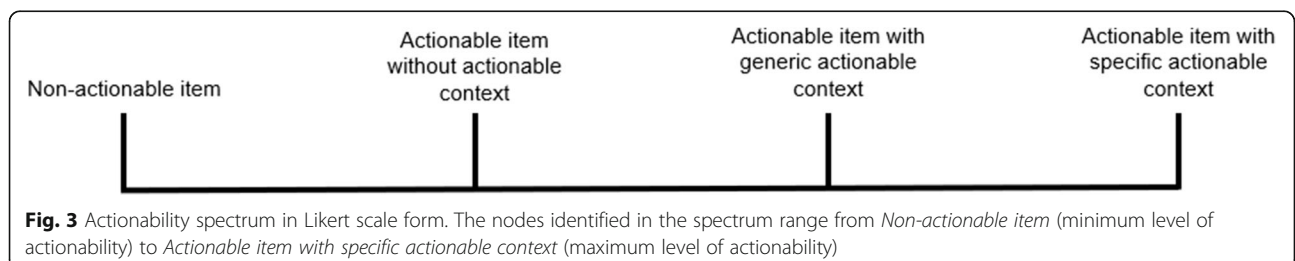 Non-actionable item
Actionable item
without actionable
context
Actionable item with
generic actionable
context
Actionable item with
specific actionable
context
Fig. 3 Actionability spectrum in Likert scale form. The nodes identified in the spectrum range from Non-actionable item (minimum level of
actionability) to Actionable item with specific actionable context (maximum level of actionability)